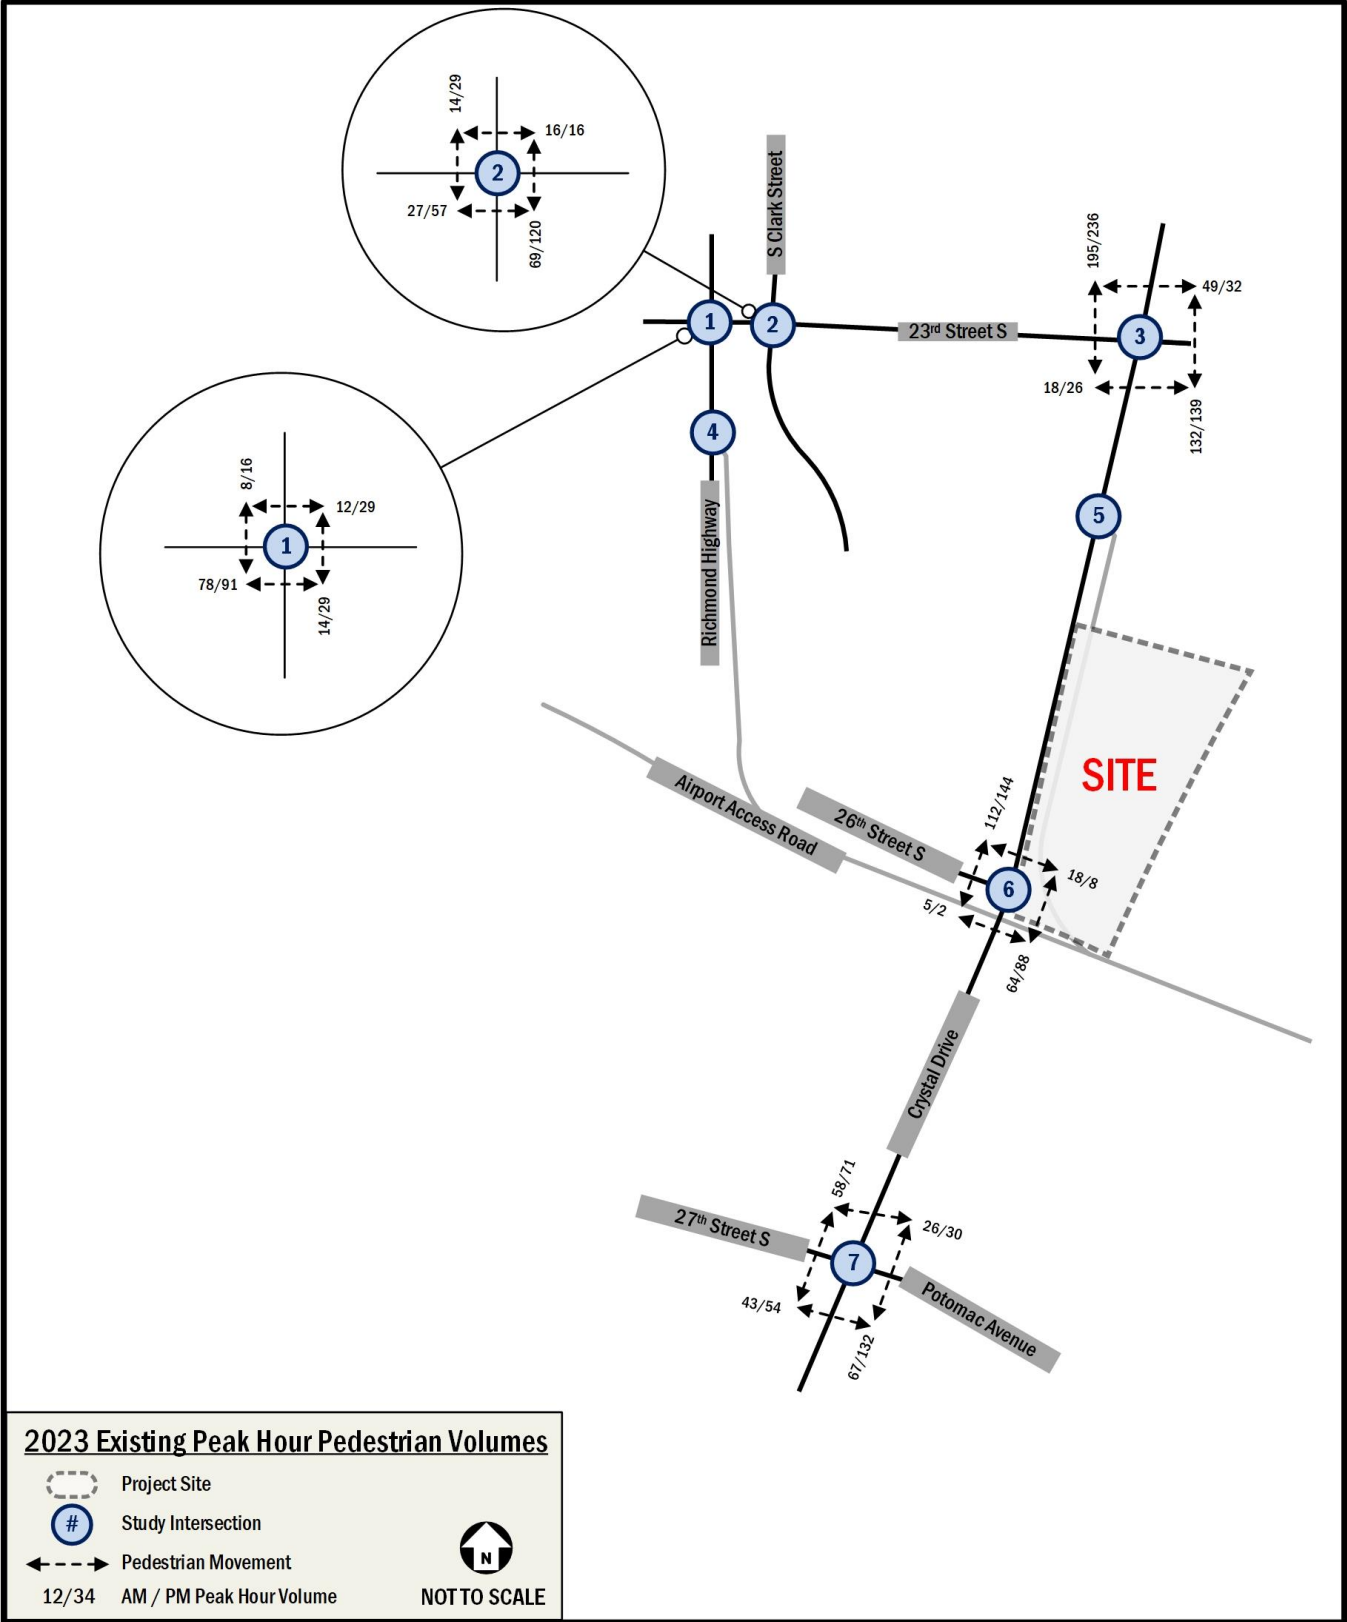 14/29
16/16
2
27/57
69/120
S Clark Street
195/236
49/32
1
2
23rd Street S
3
18/26
132/139
8/16
12/29
1
78/91
14/29
4
Richmond Highway
5
SITE
Airport Access Road
26th Street S
112/144
18/8
6
5/2
64/88
Crystal Drive
58/71
26/30
27th Street S
7
43/54
67/132
Potomac Avenue
2023 Existing Peak Hour Pedestrian Volumes
Project Site
# Study Intersection
Pedestrian Movement
12/34 AM / PM Peak Hour Volume
N
NOT TO SCALE